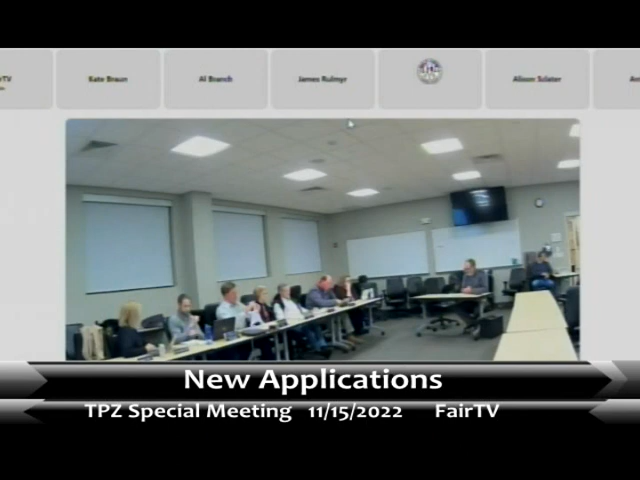 Kate Braun Al Branch James Rulmyr Alison Sclater
New Applications
TPZ Special Meeting 11/15/2022 FairTV